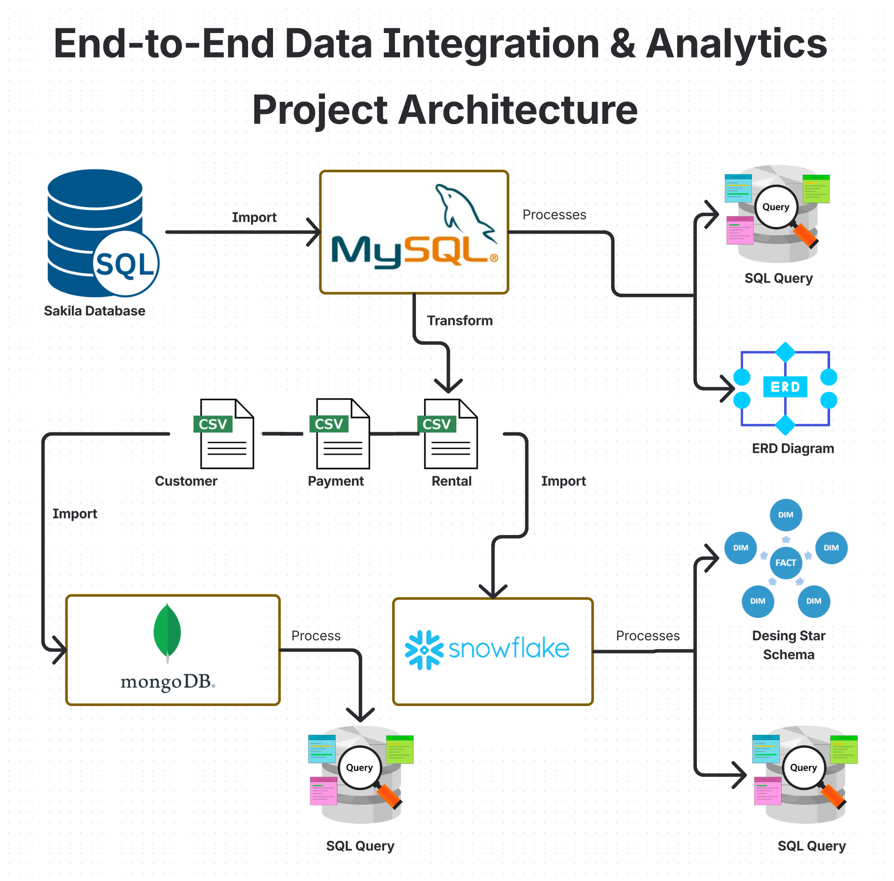 End-to-End Data Integration & Analytics
Project Architecture
SQL
Sakila Database
Import
MySQL®
Processes
Query
SQL Query
Transform
ERD
ERD Diagram
CSV
Customer
CSV
Payment
CSV
Rental
Import
Import
mongoDB®
Process
snowflake
Processes
DIM
DIM
DIM
FACT
DIM
DIM
Desing Star
Schema
Query
SQL Query
Query
SQL Query